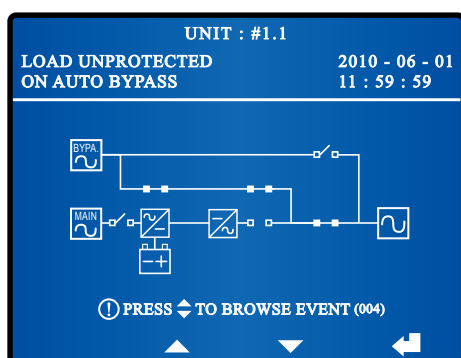 UNIT : #1.1
LOAD UNPROTECTED 2010 - 06 - 01
ON AUTO BYPASS 11 : 59 : 59
BYPA.
MAIN
! PRESS TO BROWSE EVENT (004)